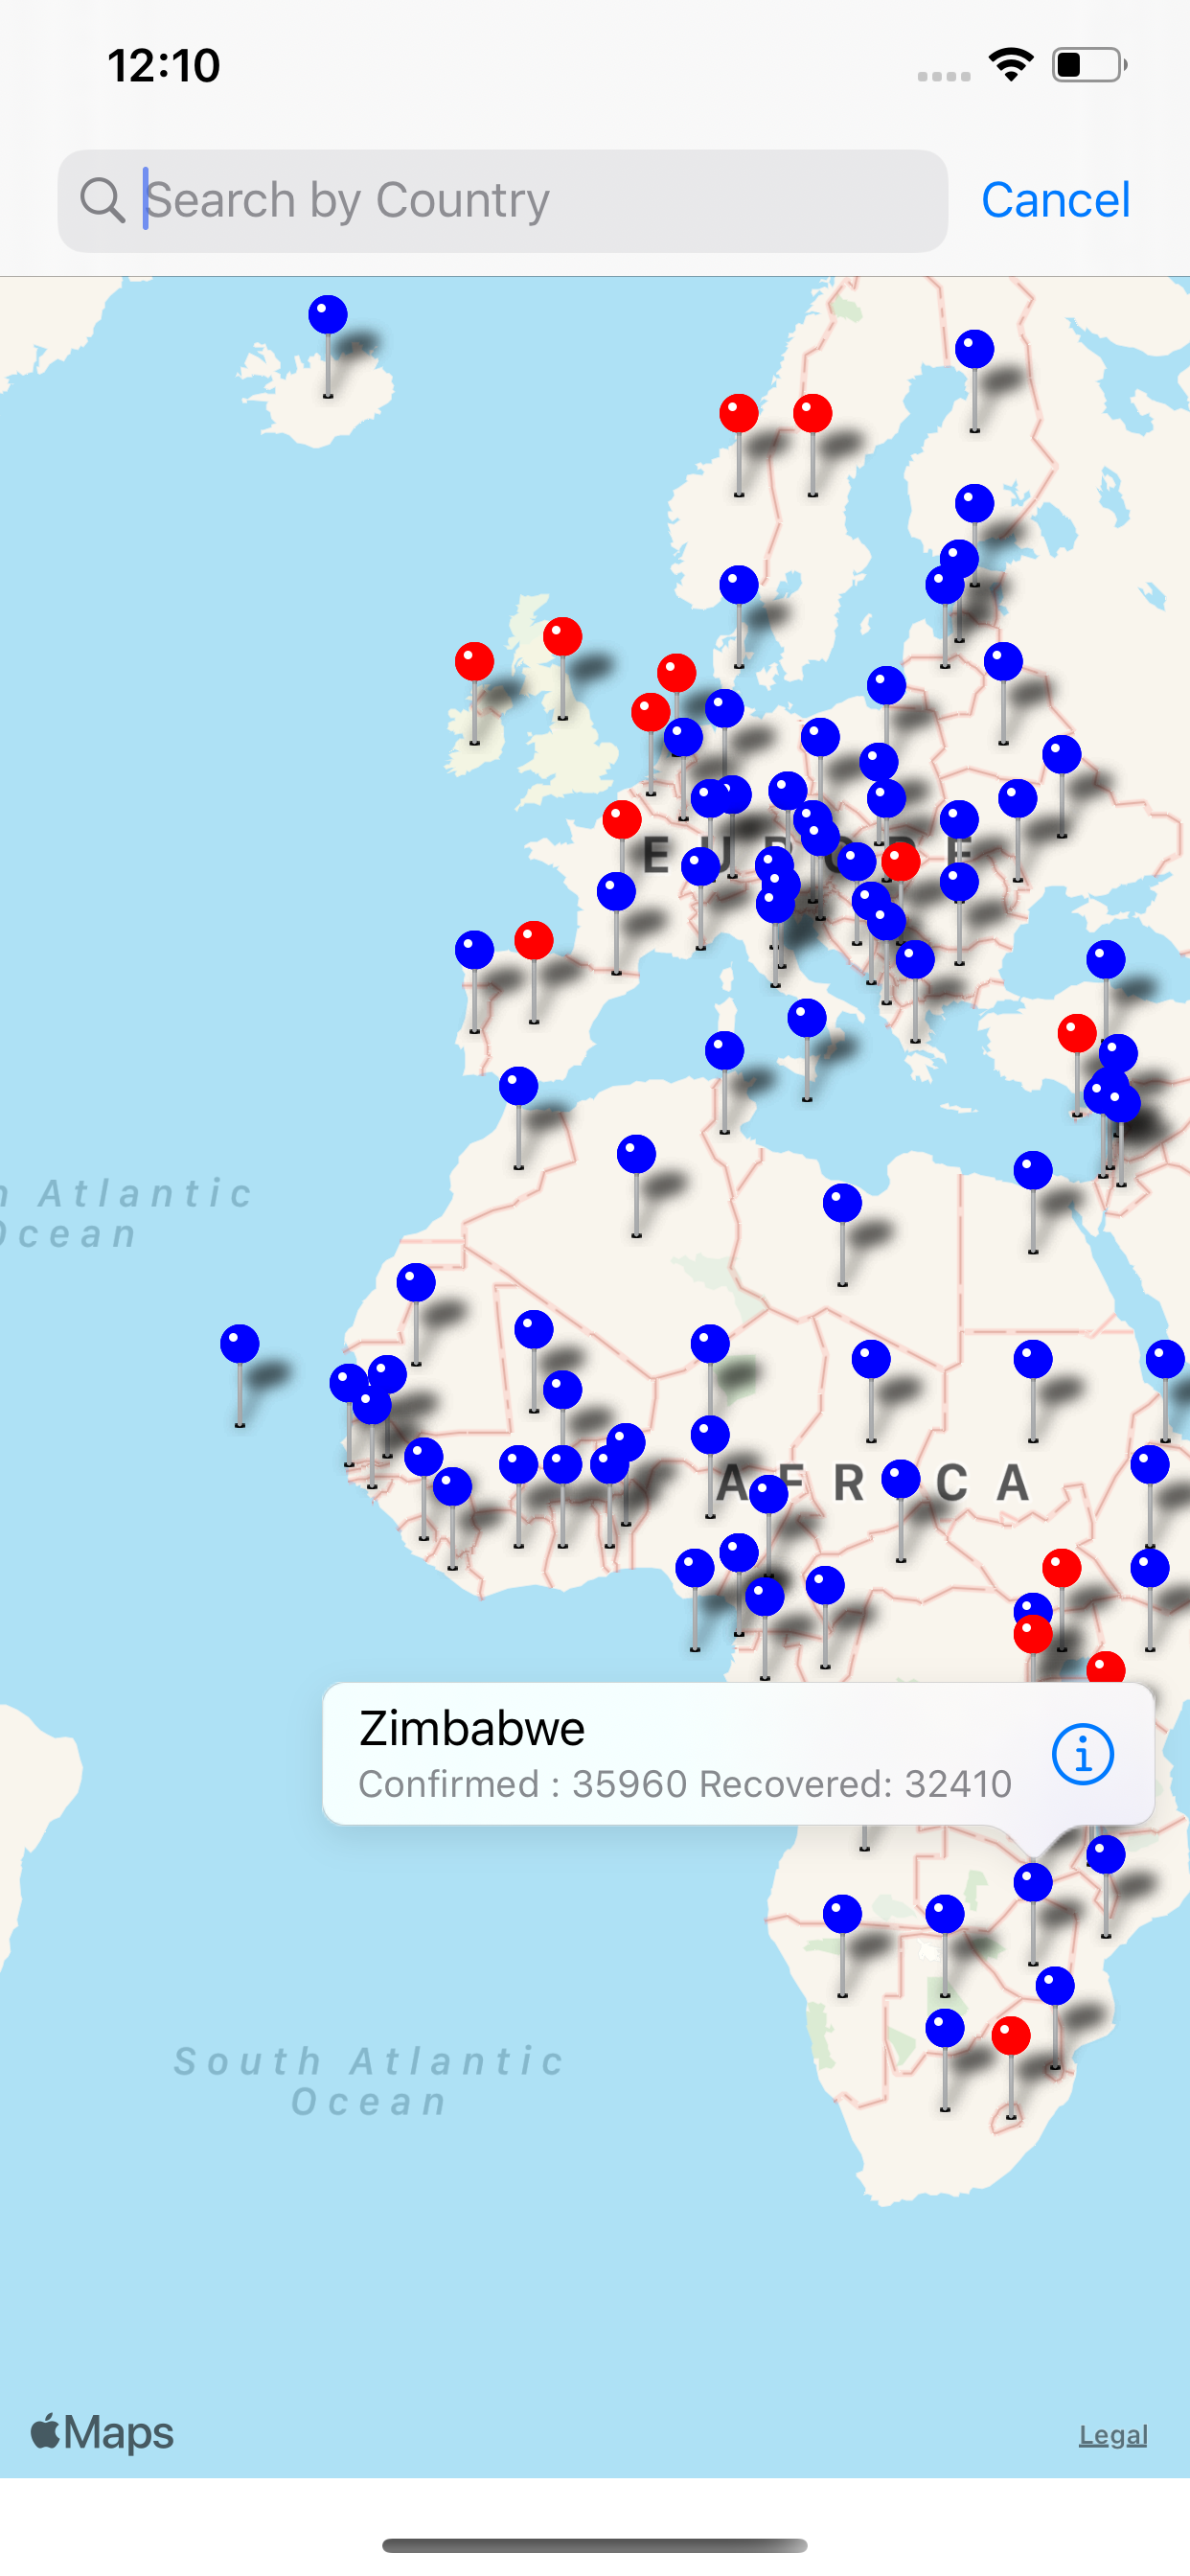 12:10
Search by Country
Cancel
EUROPE
n Atlantic
Ocean
AFRICA
Zimbabwe
Confirmed : 35960 Recovered: 32410
South Atlantic
Ocean
Maps
Legal